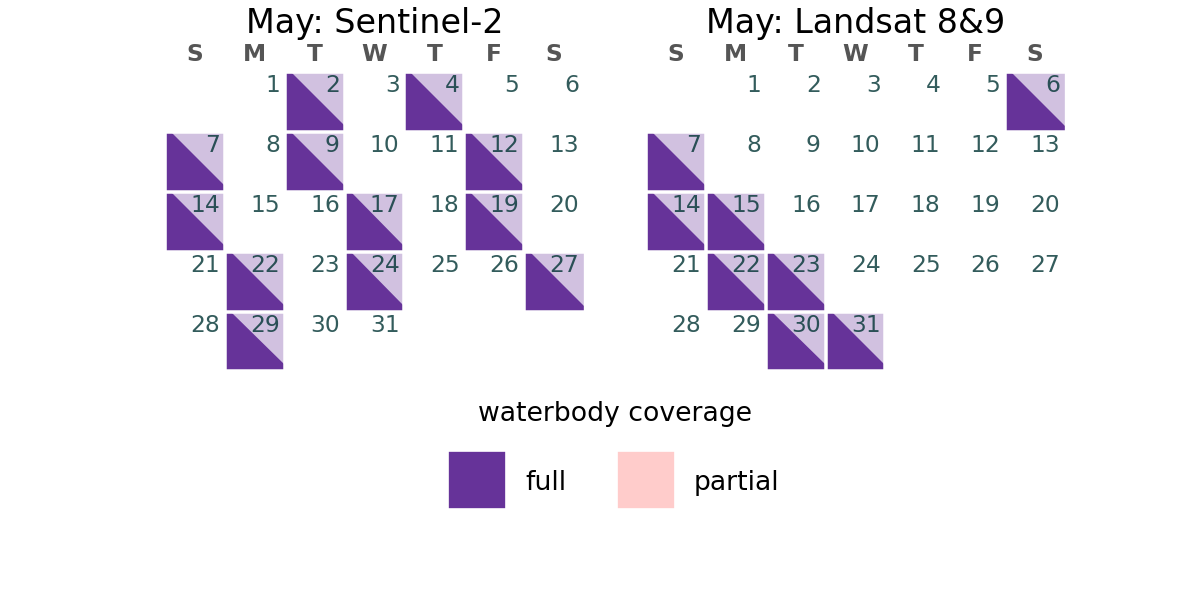 May: Sentinel-2
S M T W T F S
1 2 3 4 5 6
7 8 9 10 11 12 13
14 15 16 17 18 19 20
21 22 23 24 25 26 27
28 29 30 31
May: Landsat 8&9
S M T W T F S
1 2 3 4 5 6
7 8 9 10 11 12 13
14 15 16 17 18 19 20
21 22 23 24 25 26 27
28 29 30 31
waterbody coverage
full
partial